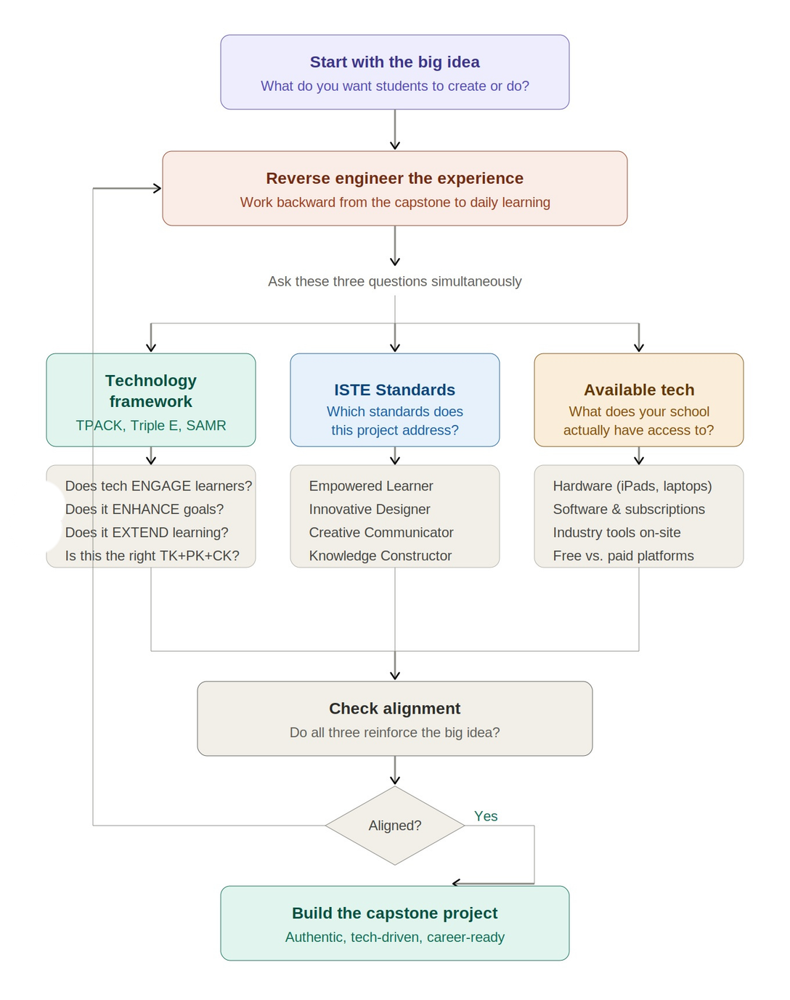 Start with the big idea
What do you want students to create or do?
Reverse engineer the experience
Work backward from the capstone to daily learning
Ask these three questions simultaneously
Technology
framework
TPACK, Triple E, SAMR
ISTE Standards
Which standards does
this project address?
Available tech
What does your school
actually have access to?
Does tech ENGAGE learners?
Does it ENHANCE goals?
Does it EXTEND learning?
Is this the right TK+PK+CK?
Empowered Learner
Innovative Designer
Creative Communicator
Knowledge Constructor
Hardware (iPads, laptops)
Software & subscriptions
Industry tools on-site
Free vs. paid platforms
Check alignment
Do all three reinforce the big idea?
Aligned?
Yes
Build the capstone project
Authentic, tech-driven, career-ready